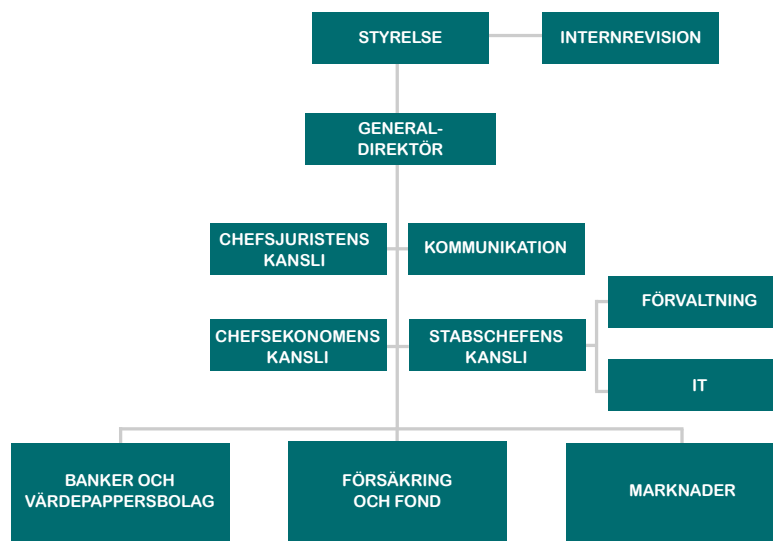 STYRELSE
INTERNREVISION
GENERAL-
DIREKTÖR
CHEFSJURISTENS
KANSLI
KOMMUNIKATION
FÖRVALTNING
CHEFSEKONOMENS
KANSLI
STABSCHEFENS
KANSLI
IT
BANKER OCH
VÄRDEPAPPERSBOLAG
FÖRSÄKRING
OCH FOND
MARKNADER